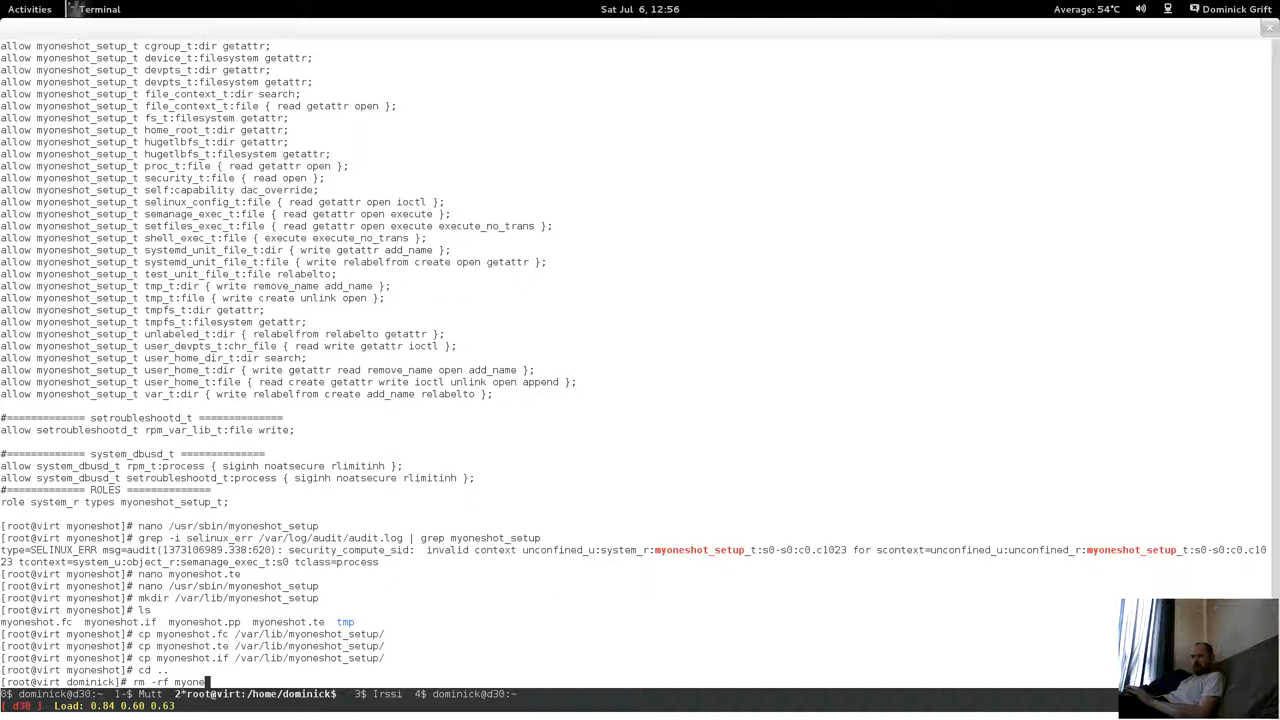 Activities Terminal Sat Jul 6, 12:56 Average: 54°C Dominick Grift
allow myoneshot_setup_t cgroup_t:dir getattr;
allow myoneshot_setup_t device_t:filesystem getattr;
allow myoneshot_setup_t devpts_t:dir getattr;
allow myoneshot_setup_t devpts_t:filesystem getattr;
allow myoneshot_setup_t file_context_t:dir search;
allow myoneshot_setup_t file_context_t:file { read getattr open };
allow myoneshot_setup_t fs_t:filesystem getattr;
allow myoneshot_setup_t home_root_t:dir getattr;
allow myoneshot_setup_t hugetlbfs_t:dir getattr;
allow myoneshot_setup_t hugetlbfs_t:filesystem getattr;
allow myoneshot_setup_t proc_t:file { read getattr open };
allow myoneshot_setup_t security_t:file { read open };
allow myoneshot_setup_t self:capability dac_override;
allow myoneshot_setup_t selinux_config_t:file { read getattr open ioctl };
allow myoneshot_setup_t semanage_exec_t:file { read getattr open execute };
allow myoneshot_setup_t setfiles_exec_t:file { read getattr open execute execute_no_trans };
allow myoneshot_setup_t shell_exec_t:file { execute execute_no_trans };
allow myoneshot_setup_t systemd_unit_file_t:dir { write getattr add_name };
allow myoneshot_setup_t systemd_unit_file_t:file { write relabelfrom create open getattr };
allow myoneshot_setup_t test_unit_file_t:file relabelto;
allow myoneshot_setup_t tmp_t:dir { write remove_name add_name };
allow myoneshot_setup_t tmp_t:file { write create unlink open };
allow myoneshot_setup_t tmpfs_t:dir getattr;
allow myoneshot_setup_t tmpfs_t:filesystem getattr;
allow myoneshot_setup_t unlabeled_t:dir { relabelfrom relabelto getattr };
allow myoneshot_setup_t user_devpts_t:chr_file { read write getattr ioctl };
allow myoneshot_setup_t user_home_dir_t:dir search;
allow myoneshot_setup_t user_home_t:dir { write getattr read remove_name open add_name };
allow myoneshot_setup_t user_home_t:file { read create getattr write ioctl unlink open append };
allow myoneshot_setup_t var_t:dir { write relabelfrom create add_name relabelto };
#============= setroubleshootd_t ==============
allow setroubleshootd_t rpm_var_lib_t:file write;
#============= system_dbusd_t ==============
allow system_dbusd_t rpm_t:process { siginh noatsecure rlimitinh };
allow system_dbusd_t setroubleshootd_t:process { siginh noatsecure rlimitinh };
#============= ROLES ==============
role system_r types myoneshot_setup_t;
[root@virt myoneshot]# nano /usr/sbin/myoneshot_setup
[root@virt myoneshot]# grep -i selinux_err /var/log/audit/audit.log | grep myoneshot_setup
type=SELINUX_ERR msg=audit(1373106989.338:620): security_compute_sid:  invalid context unconfined_u:system_r:myoneshot_setup_t:s0-s0:c0.c1023 for scontext=unconfined_u:unconfined_r:myoneshot_setup_t:s0-s0:c0.c10
23 tcontext=system_u:object_r:semanage_exec_t:s0 tclass=process
[root@virt myoneshot]# nano myoneshot.te
[root@virt myoneshot]# nano /usr/sbin/myoneshot_setup
[root@virt myoneshot]# mkdir /var/lib/myoneshot_setup
[root@virt myoneshot]# ls
myoneshot.fc  myoneshot.if  myoneshot.pp  myoneshot.te  tmp
[root@virt myoneshot]# cp myoneshot.fc /var/lib/myoneshot_setup/
[root@virt myoneshot]# cp myoneshot.te /var/lib/myoneshot_setup/
[root@virt myoneshot]# cp myoneshot.if /var/lib/myoneshot_setup/
[root@virt myoneshot]# cd ..
[root@virt dominick]# rm -rf myone
0$ dominick@d30:~  1-$ Mutt  2*root@virt:/home/dominick$  3$ Irssi  4$ dominick@d30:~
[ d30 ]  Load: 0.84 0.60 0.63